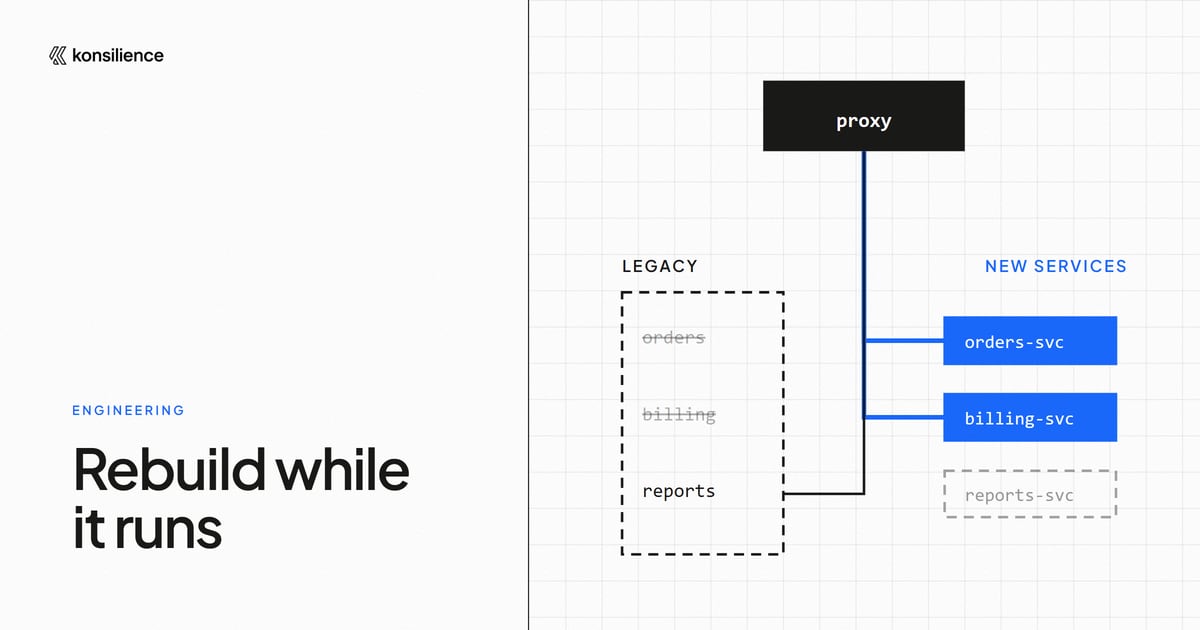 konsilience
ENGINEERING
Rebuild while
it runs
proxy
LEGACY
orders
billing
reports
NEW SERVICES
orders-svc
billing-svc
reports-svc